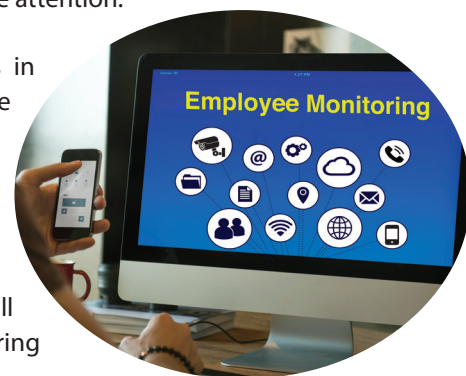 e attention.
in
e
Employee Monitoring
@
ll
ring